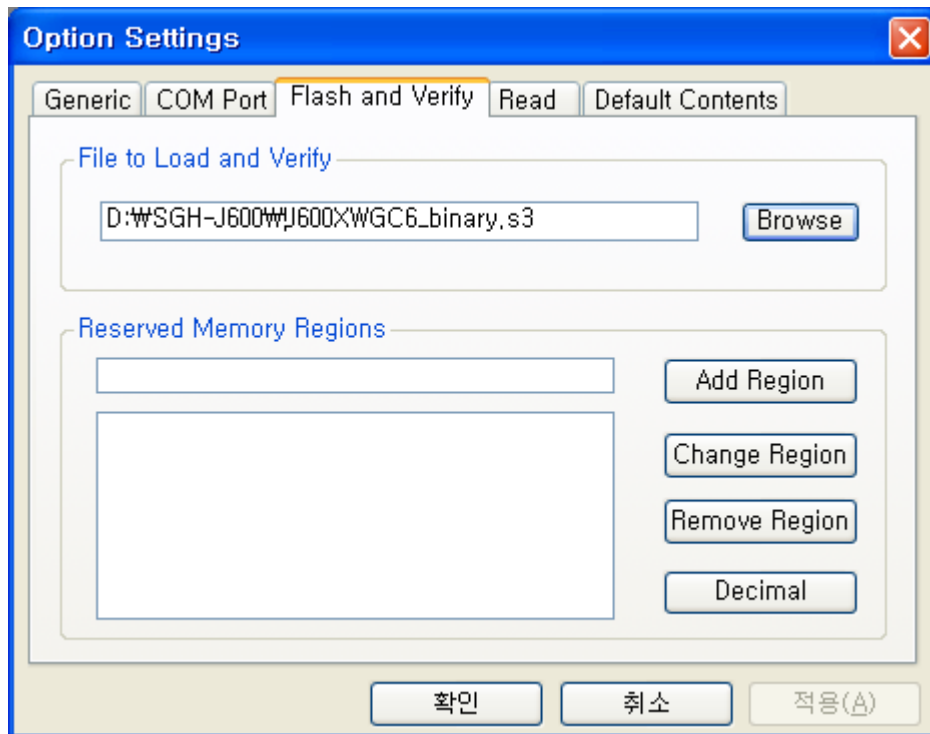 Option Settings
Generic COM Port Flash and Verify Read Default Contents
File to Load and Verify
D:₩SGH-J600₩J600XWGC6_binary.s3 Browse
Reserved Memory Regions
Add Region
Change Region
Remove Region
Decimal
확인 취소 적용(A)